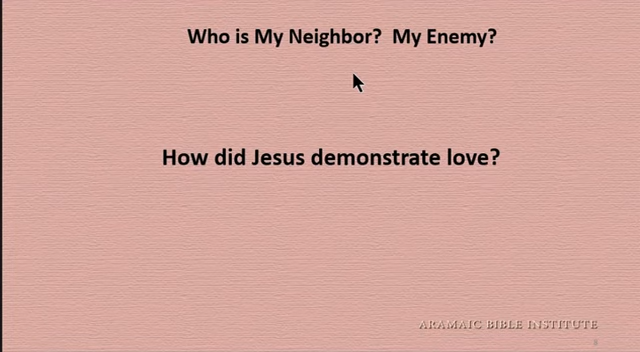 Who is My Neighbor?  My Enemy?
How did Jesus demonstrate love?
ARAMAIC BIBLE INSTITUTE